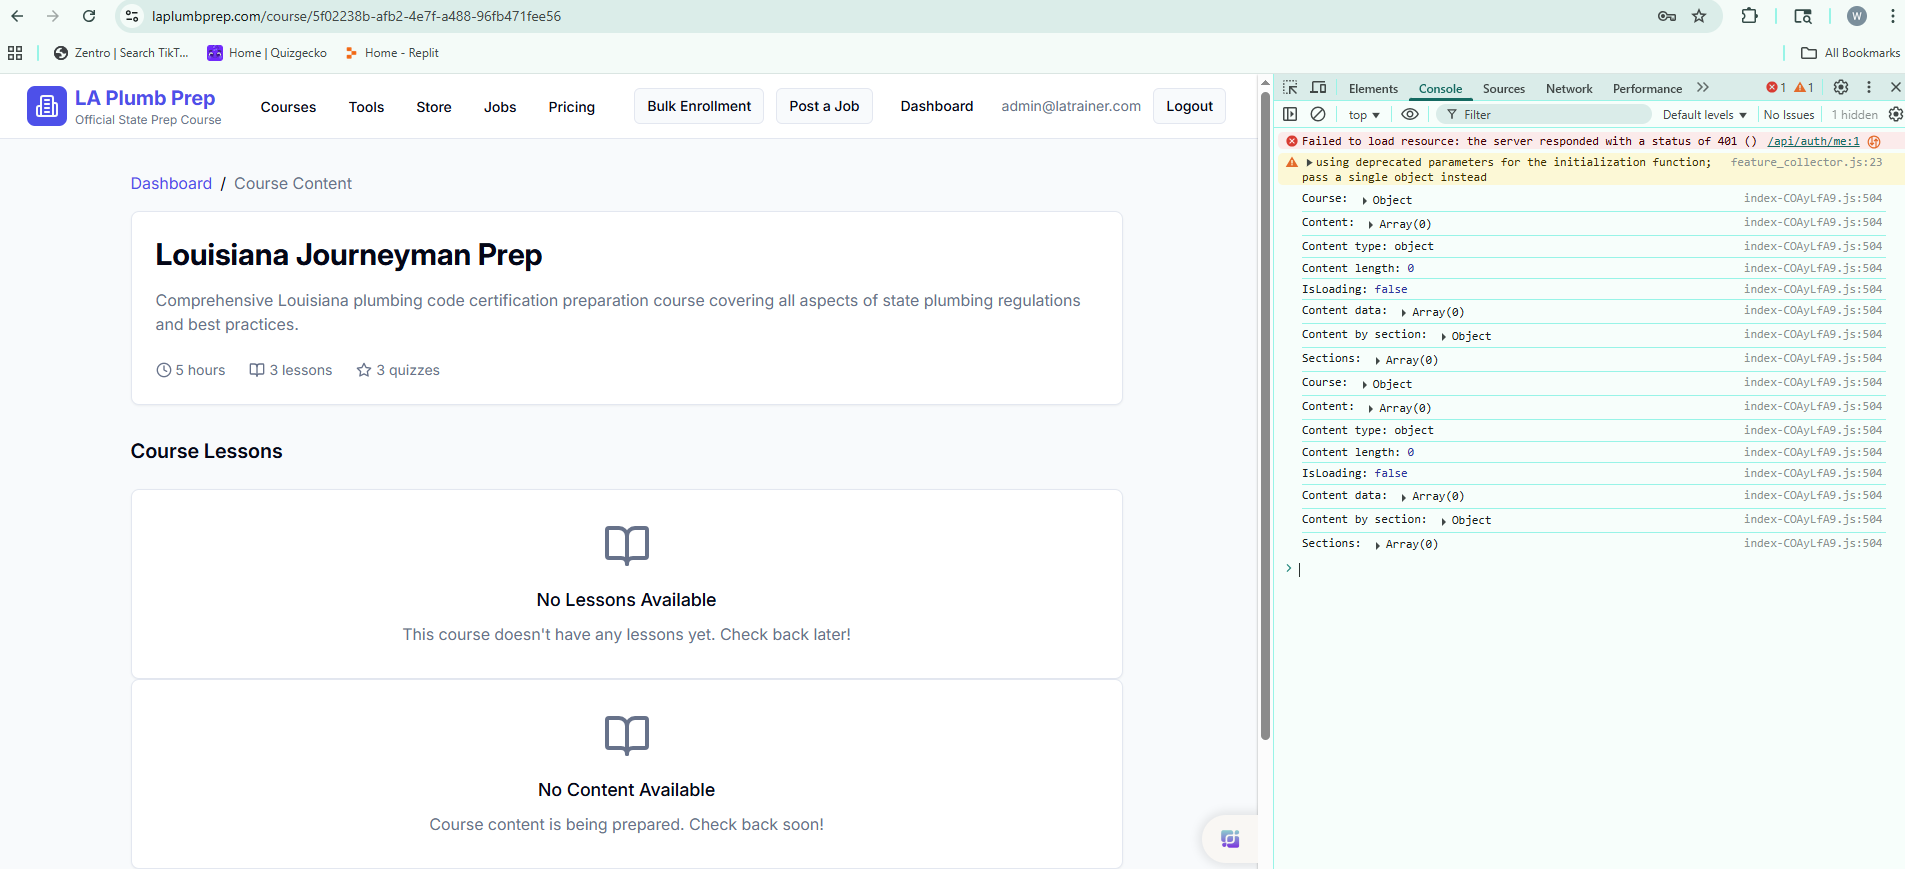 laplumbprep.com/course/5f02238b-afb2-4e7f-a488-96fb471fee56
W
Zentro | Search TikT...
Home | Quizgecko
Home - Replit
All Bookmarks
LA Plumb Prep
Official State Prep Course
Courses
Tools
Store
Jobs
Pricing
Bulk Enrollment
Post a Job
Dashboard
admin@latrainer.com
Logout
Dashboard / Course Content
Louisiana Journeyman Prep
Comprehensive Louisiana plumbing code certification preparation course covering all aspects of state plumbing regulations
and best practices.
5 hours
3 lessons
3 quizzes
Course Lessons
No Lessons Available
This course doesn't have any lessons yet. Check back later!
No Content Available
Course content is being prepared. Check back soon!
Elements
Console
Sources
Network
Performance
1
1
top
Filter
Default levels
No Issues
1 hidden
Failed to load resource: the server responded with a status of 401 () /api/auth/me:1
using deprecated parameters for the initialization function; feature_collector.js:23
pass a single object instead
Course: Object index-COAyLfA9.js:504
Content: Array(0) index-COAyLfA9.js:504
Content type: object index-COAyLfA9.js:504
Content length: 0 index-COAyLfA9.js:504
IsLoading: false index-COAyLfA9.js:504
Content data: Array(0) index-COAyLfA9.js:504
Content by section: Object index-COAyLfA9.js:504
Sections: Array(0) index-COAyLfA9.js:504
Course: Object index-COAyLfA9.js:504
Content: Array(0) index-COAyLfA9.js:504
Content type: object index-COAyLfA9.js:504
Content length: 0 index-COAyLfA9.js:504
IsLoading: false index-COAyLfA9.js:504
Content data: Array(0) index-COAyLfA9.js:504
Content by section: Object index-COAyLfA9.js:504
Sections: Array(0) index-COAyLfA9.js:504